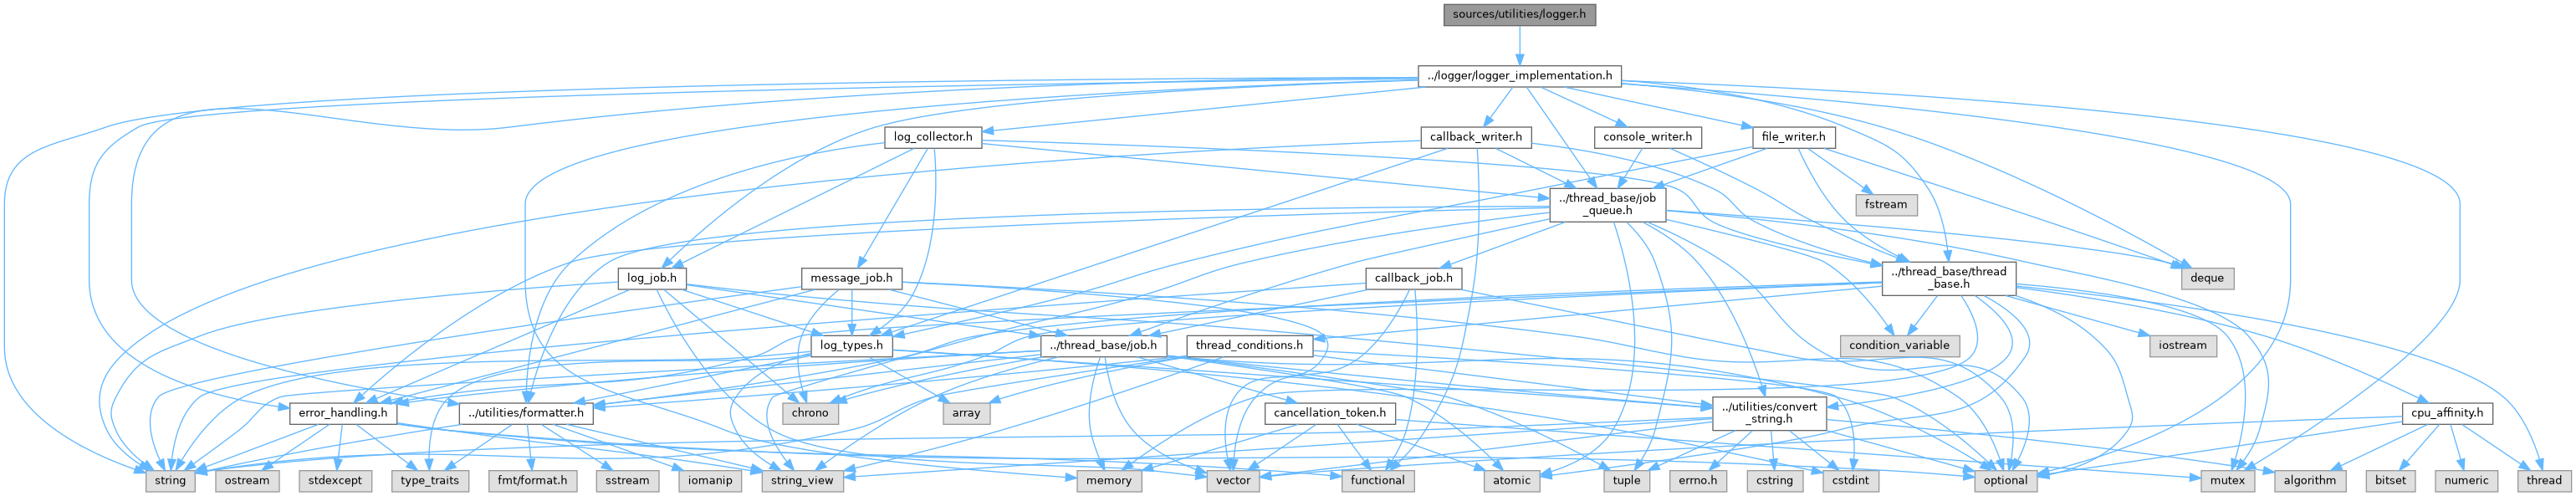 sources/utilities/logger.h
../logger/logger_implementation.h
log_collector.h
callback_writer.h
console_writer.h
file_writer.h
../thread_base/job
_queue.h
fstream
log_job.h
message_job.h
callback_job.h
../thread_base/thread
_base.h
deque
log_types.h
../thread_base/job.h
thread_conditions.h
condition_variable
iostream
error_handling.h
../utilities/formatter.h
chrono
array
cancellation_token.h
../utilities/convert
_string.h
cpu_affinity.h
string
ostream
stdexcept
type_traits
fmt/format.h
sstream
iomanip
string_view
memory
vector
functional
atomic
tuple
errno.h
cstring
cstdint
optional
mutex
algorithm
bitset
numeric
thread